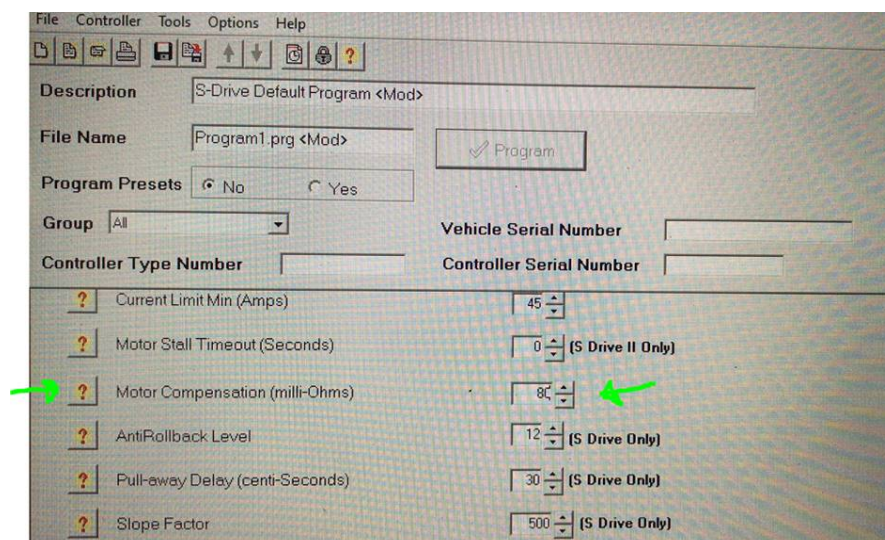 File Controller Tools Options Help
Description S-Drive Default Program <Mod>
File Name Program1.prg <Mod>
Program
Program Presets No Yes
Group All
Vehicle Serial Number
Controller Type Number Controller Serial Number
? Current Limit Min (Amps) 45
? Motor Stall Timeout (Seconds) 0 (S Drive II Only)
? Motor Compensation (milli-Ohms)
? AntiRollback Level 12 (S Drive Only)
? Pull-away Delay (centi-Seconds) 30 (S Drive Only)
? Slope Factor 500 (S Drive Only)